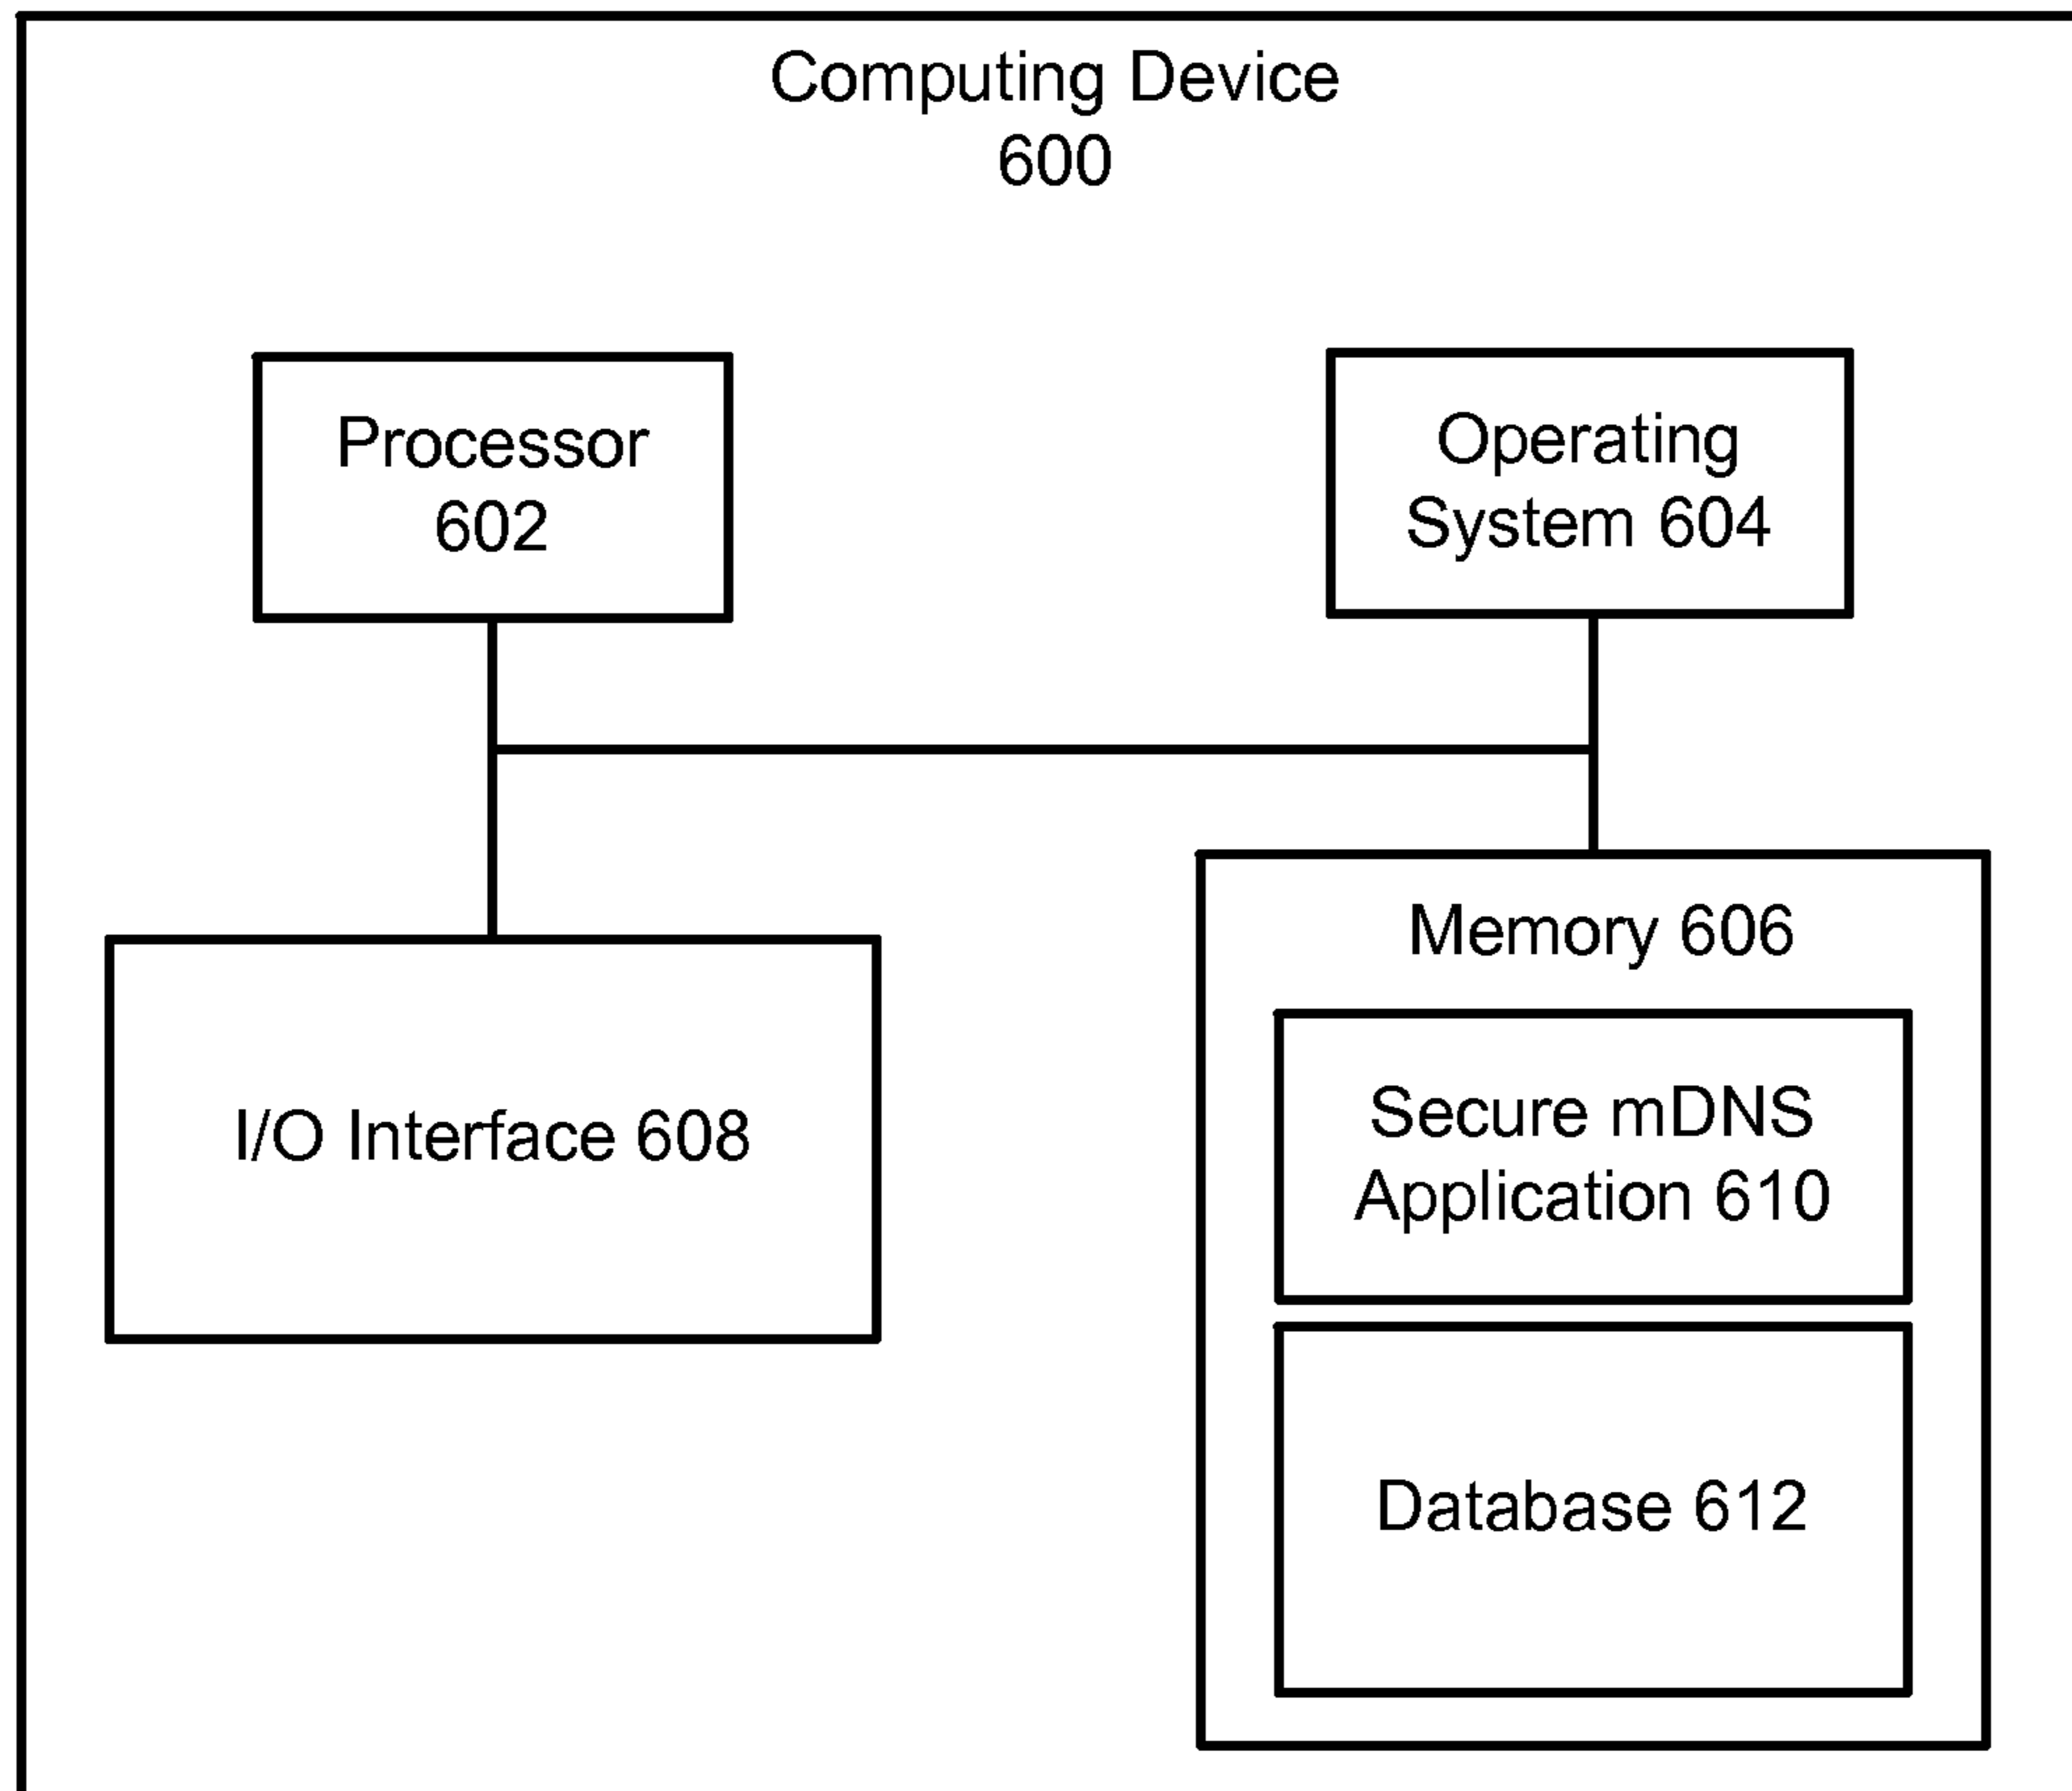 Computing Device
600
Processor
602
Operating
System 604
Memory 606
I/O Interface 608
Secure mDNS
Application 610
Database 612